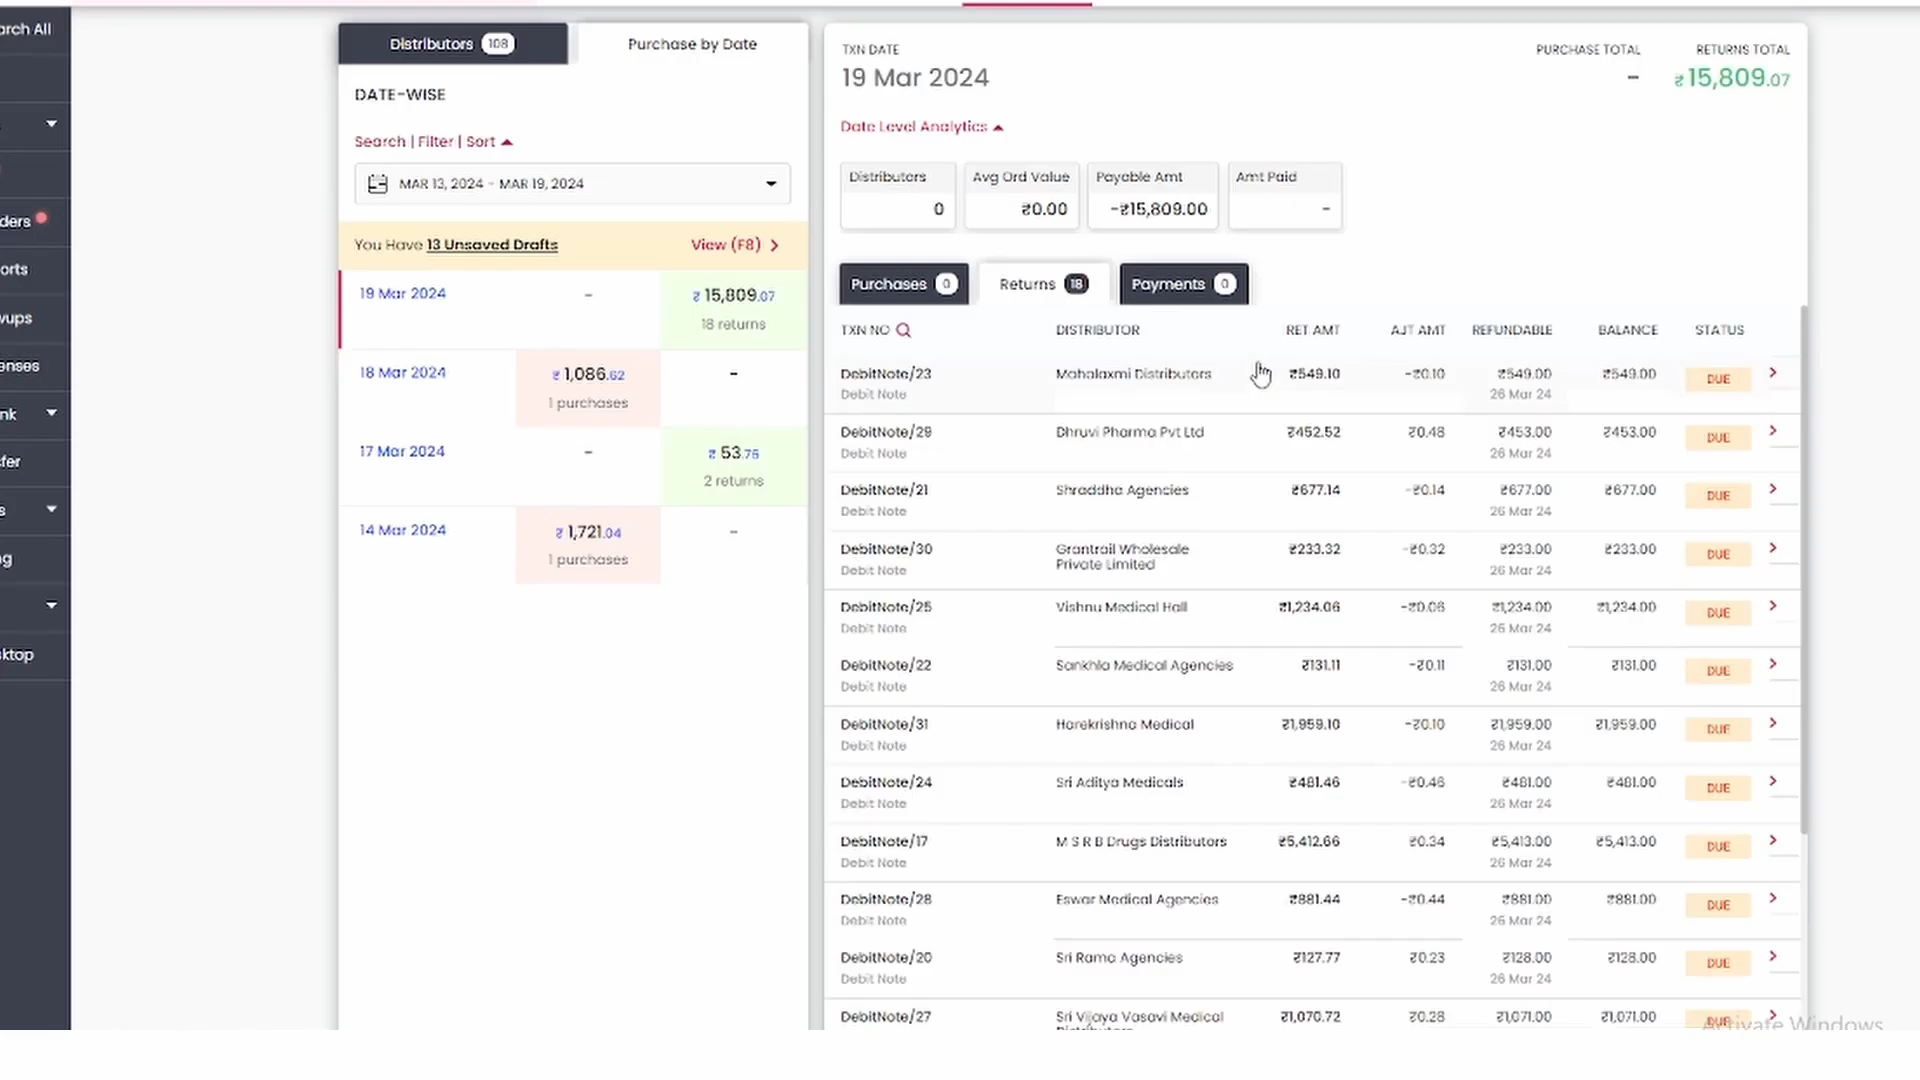 arch All
ders
orts
wups
enses
nk
sfer
s
ng
sktop
Distributors 108
Purchase by Date
DATE-WISE
Search | Filter | Sort
MAR 13, 2024 - MAR 19, 2024
You Have 13 Unsaved Drafts View (F8)
19 Mar 2024 - ₹ 15,809.07
18 returns
18 Mar 2024 ₹ 1,086.62 -
1 purchases
17 Mar 2024 - ₹ 53.76
2 returns
14 Mar 2024 ₹ 1,721.04 -
1 purchases
TXN DATE PURCHASE TOTAL RETURNS TOTAL
19 Mar 2024 - ₹ 15,809.07
Date Level Analytics
Distributors Avg Ord Value Payable Amt Amt Paid
0 ₹0.00 -₹15,809.00 -
Purchases 0 Returns 18 Payments 0
TXN NO DISTRIBUTOR RET AMT AJT AMT REFUNDABLE BALANCE STATUS
DebitNote/23 Mahalaxmi Distributors ₹549.10 -₹0.10 ₹549.00 ₹549.00 DUE
Debit Note 26 Mar 24
DebitNote/29 Dhruvi Pharma Pvt Ltd ₹452.52 ₹0.48 ₹453.00 ₹453.00 DUE
Debit Note 26 Mar 24
DebitNote/21 Shraddha Agencies ₹677.14 -₹0.14 ₹677.00 ₹677.00 DUE
Debit Note 26 Mar 24
DebitNote/30 Grantrail Wholesale Private Limited ₹233.32 -₹0.32 ₹233.00 ₹233.00 DUE
Debit Note 26 Mar 24
DebitNote/25 Vishnu Medical Hall ₹1,234.06 -₹0.06 ₹1,234.00 ₹1,234.00 DUE
Debit Note 26 Mar 24
DebitNote/22 Sankhla Medical Agencies ₹131.11 -₹0.11 ₹131.00 ₹131.00 DUE
Debit Note 26 Mar 24
DebitNote/31 Harekrishna Medical ₹1,959.10 -₹0.10 ₹1,959.00 ₹1,959.00 DUE
Debit Note 26 Mar 24
DebitNote/24 Sri Aditya Medicals ₹481.46 -₹0.46 ₹481.00 ₹481.00 DUE
Debit Note 26 Mar 24
DebitNote/17 M S R B Drugs Distributors ₹5,412.66 ₹0.34 ₹5,413.00 ₹5,413.00 DUE
Debit Note 26 Mar 24
DebitNote/28 Eswar Medical Agencies ₹881.44 -₹0.44 ₹881.00 ₹881.00 DUE
Debit Note 26 Mar 24
DebitNote/20 Sri Rama Agencies ₹127.77 ₹0.23 ₹128.00 ₹128.00 DUE
Debit Note 26 Mar 24
DebitNote/27 Sri Vijaya Vasavi Medical ₹1,070.72 ₹0.28 ₹1,071.00 ₹1,071.00 DUE
Distributors
Activate Windows